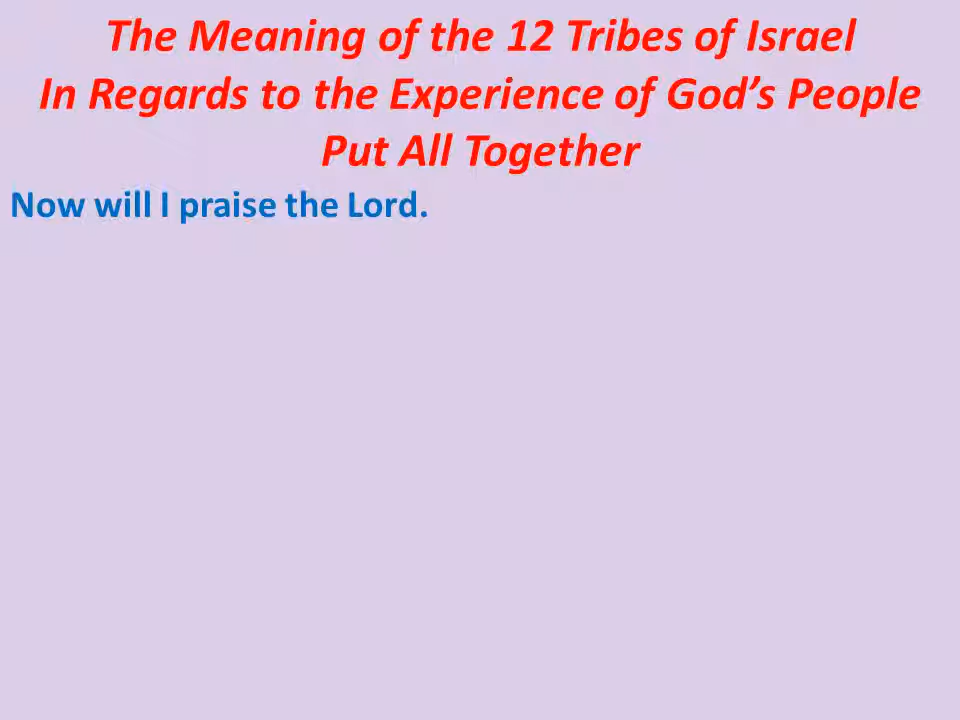 The Meaning of the 12 Tribes of Israel
In Regards to the Experience of God’s People
Put All Together
Now will I praise the Lord.